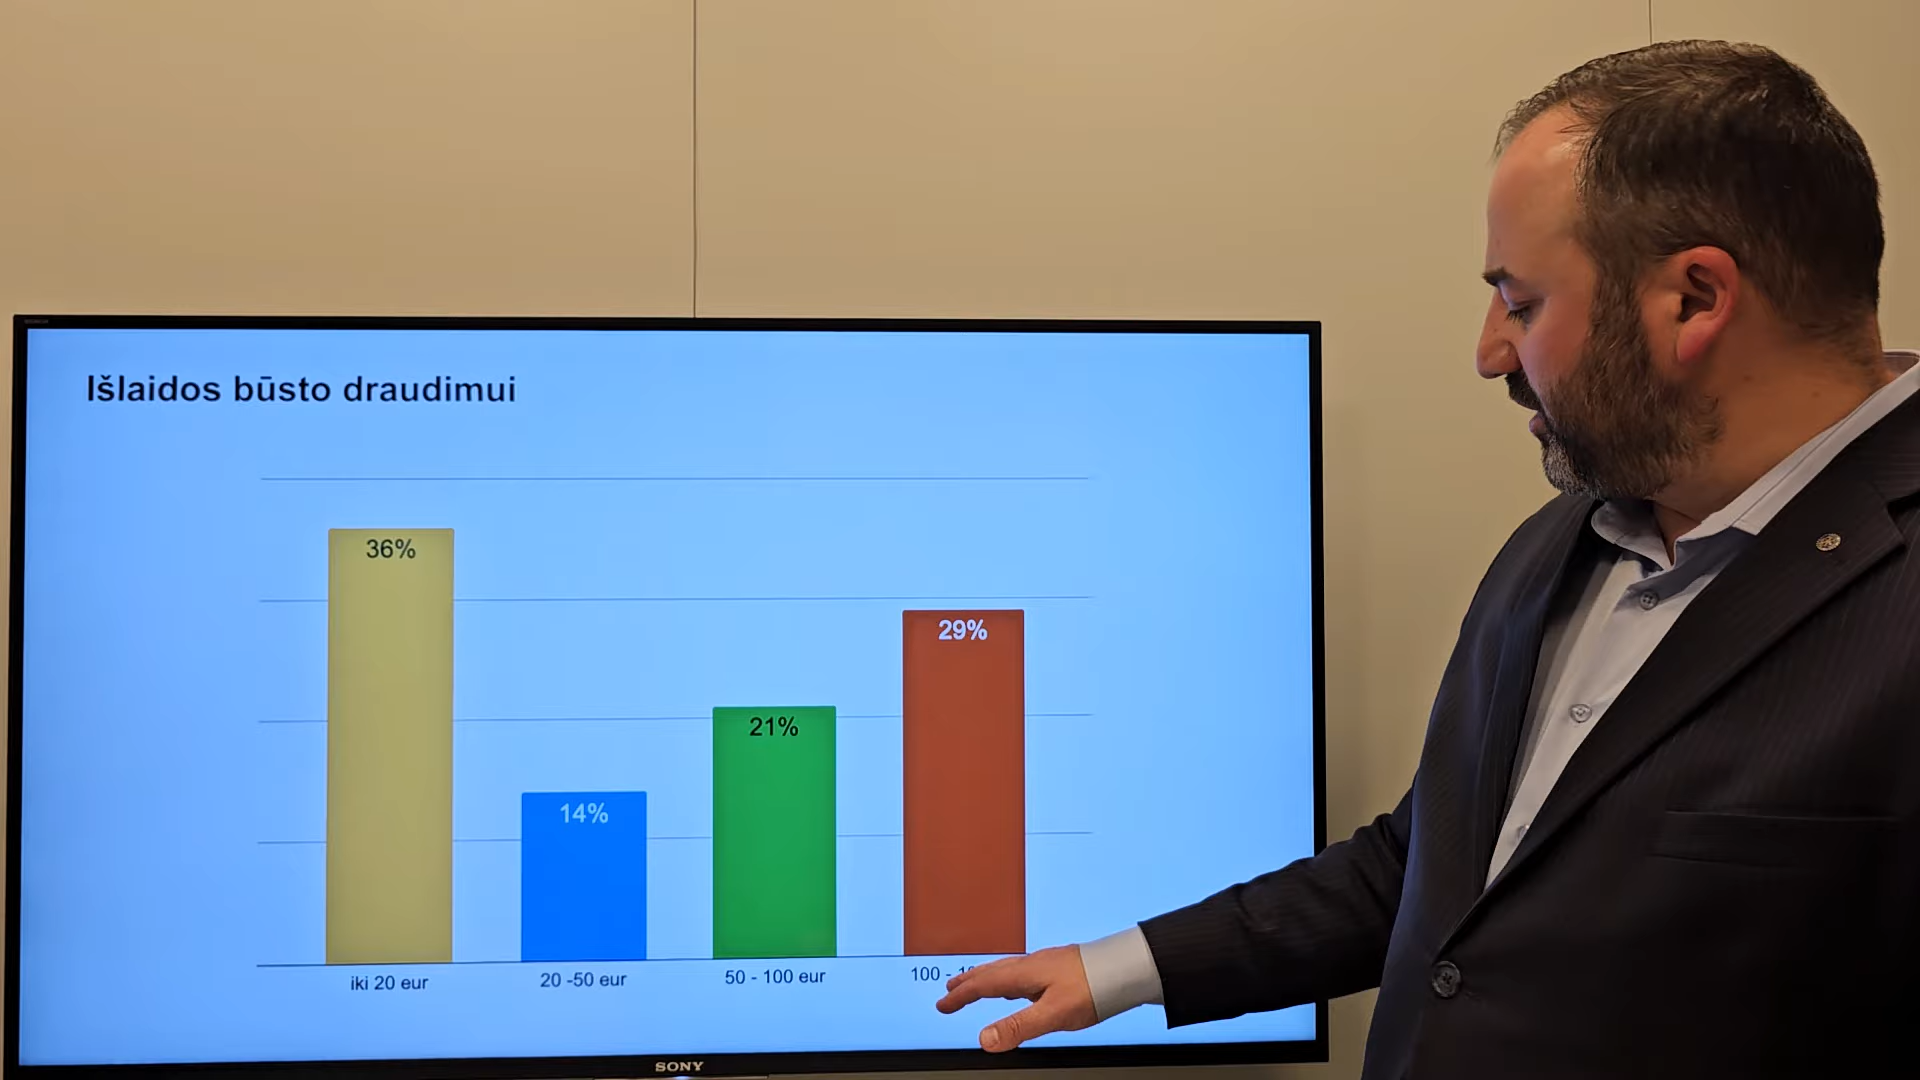 Išlaidos būsto draudimui
36%
14%
21%
29%
iki 20 eur
20 -50 eur
50 - 100 eur
100 -
SONY